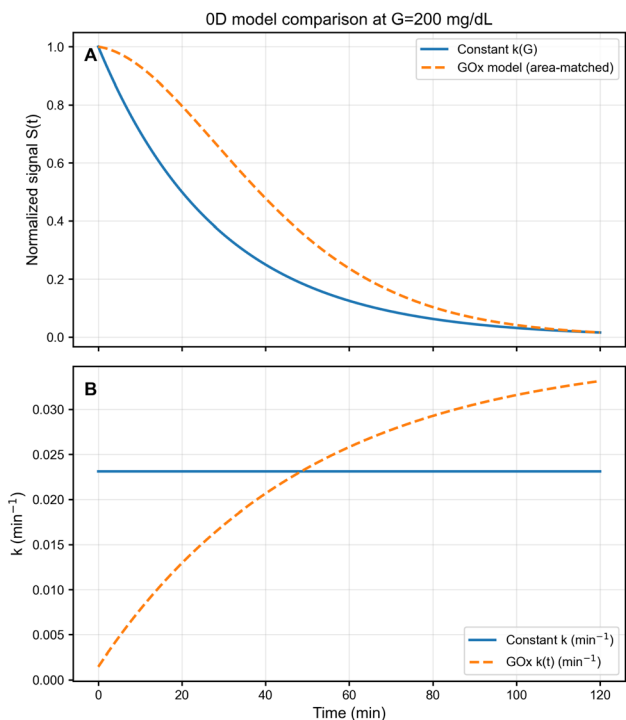 0D model comparison at G=200 mg/dL
A
Constant k(G)
GOx model (area-matched)
Normalized signal S(t)
1.0
0.8
0.6
0.4
0.2
0.0
B
k (min⁻¹)
0.030
0.025
0.020
0.015
0.010
0.005
0.000
Constant k (min⁻¹)
GOx k(t) (min⁻¹)
0 20 40 60 80 100 120
Time (min)